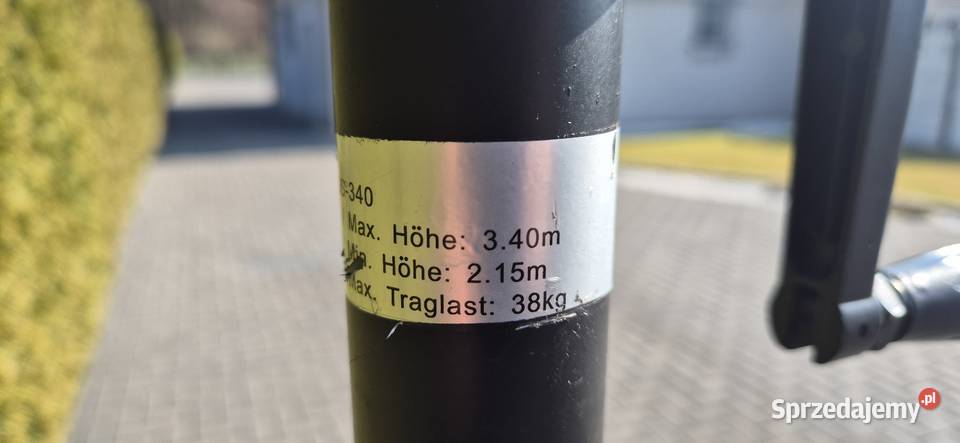 -340
Max. Höhe: 3.40m
Min. Höhe: 2.15m
Max. Traglast: 38kg
Sprzedajemy.pl